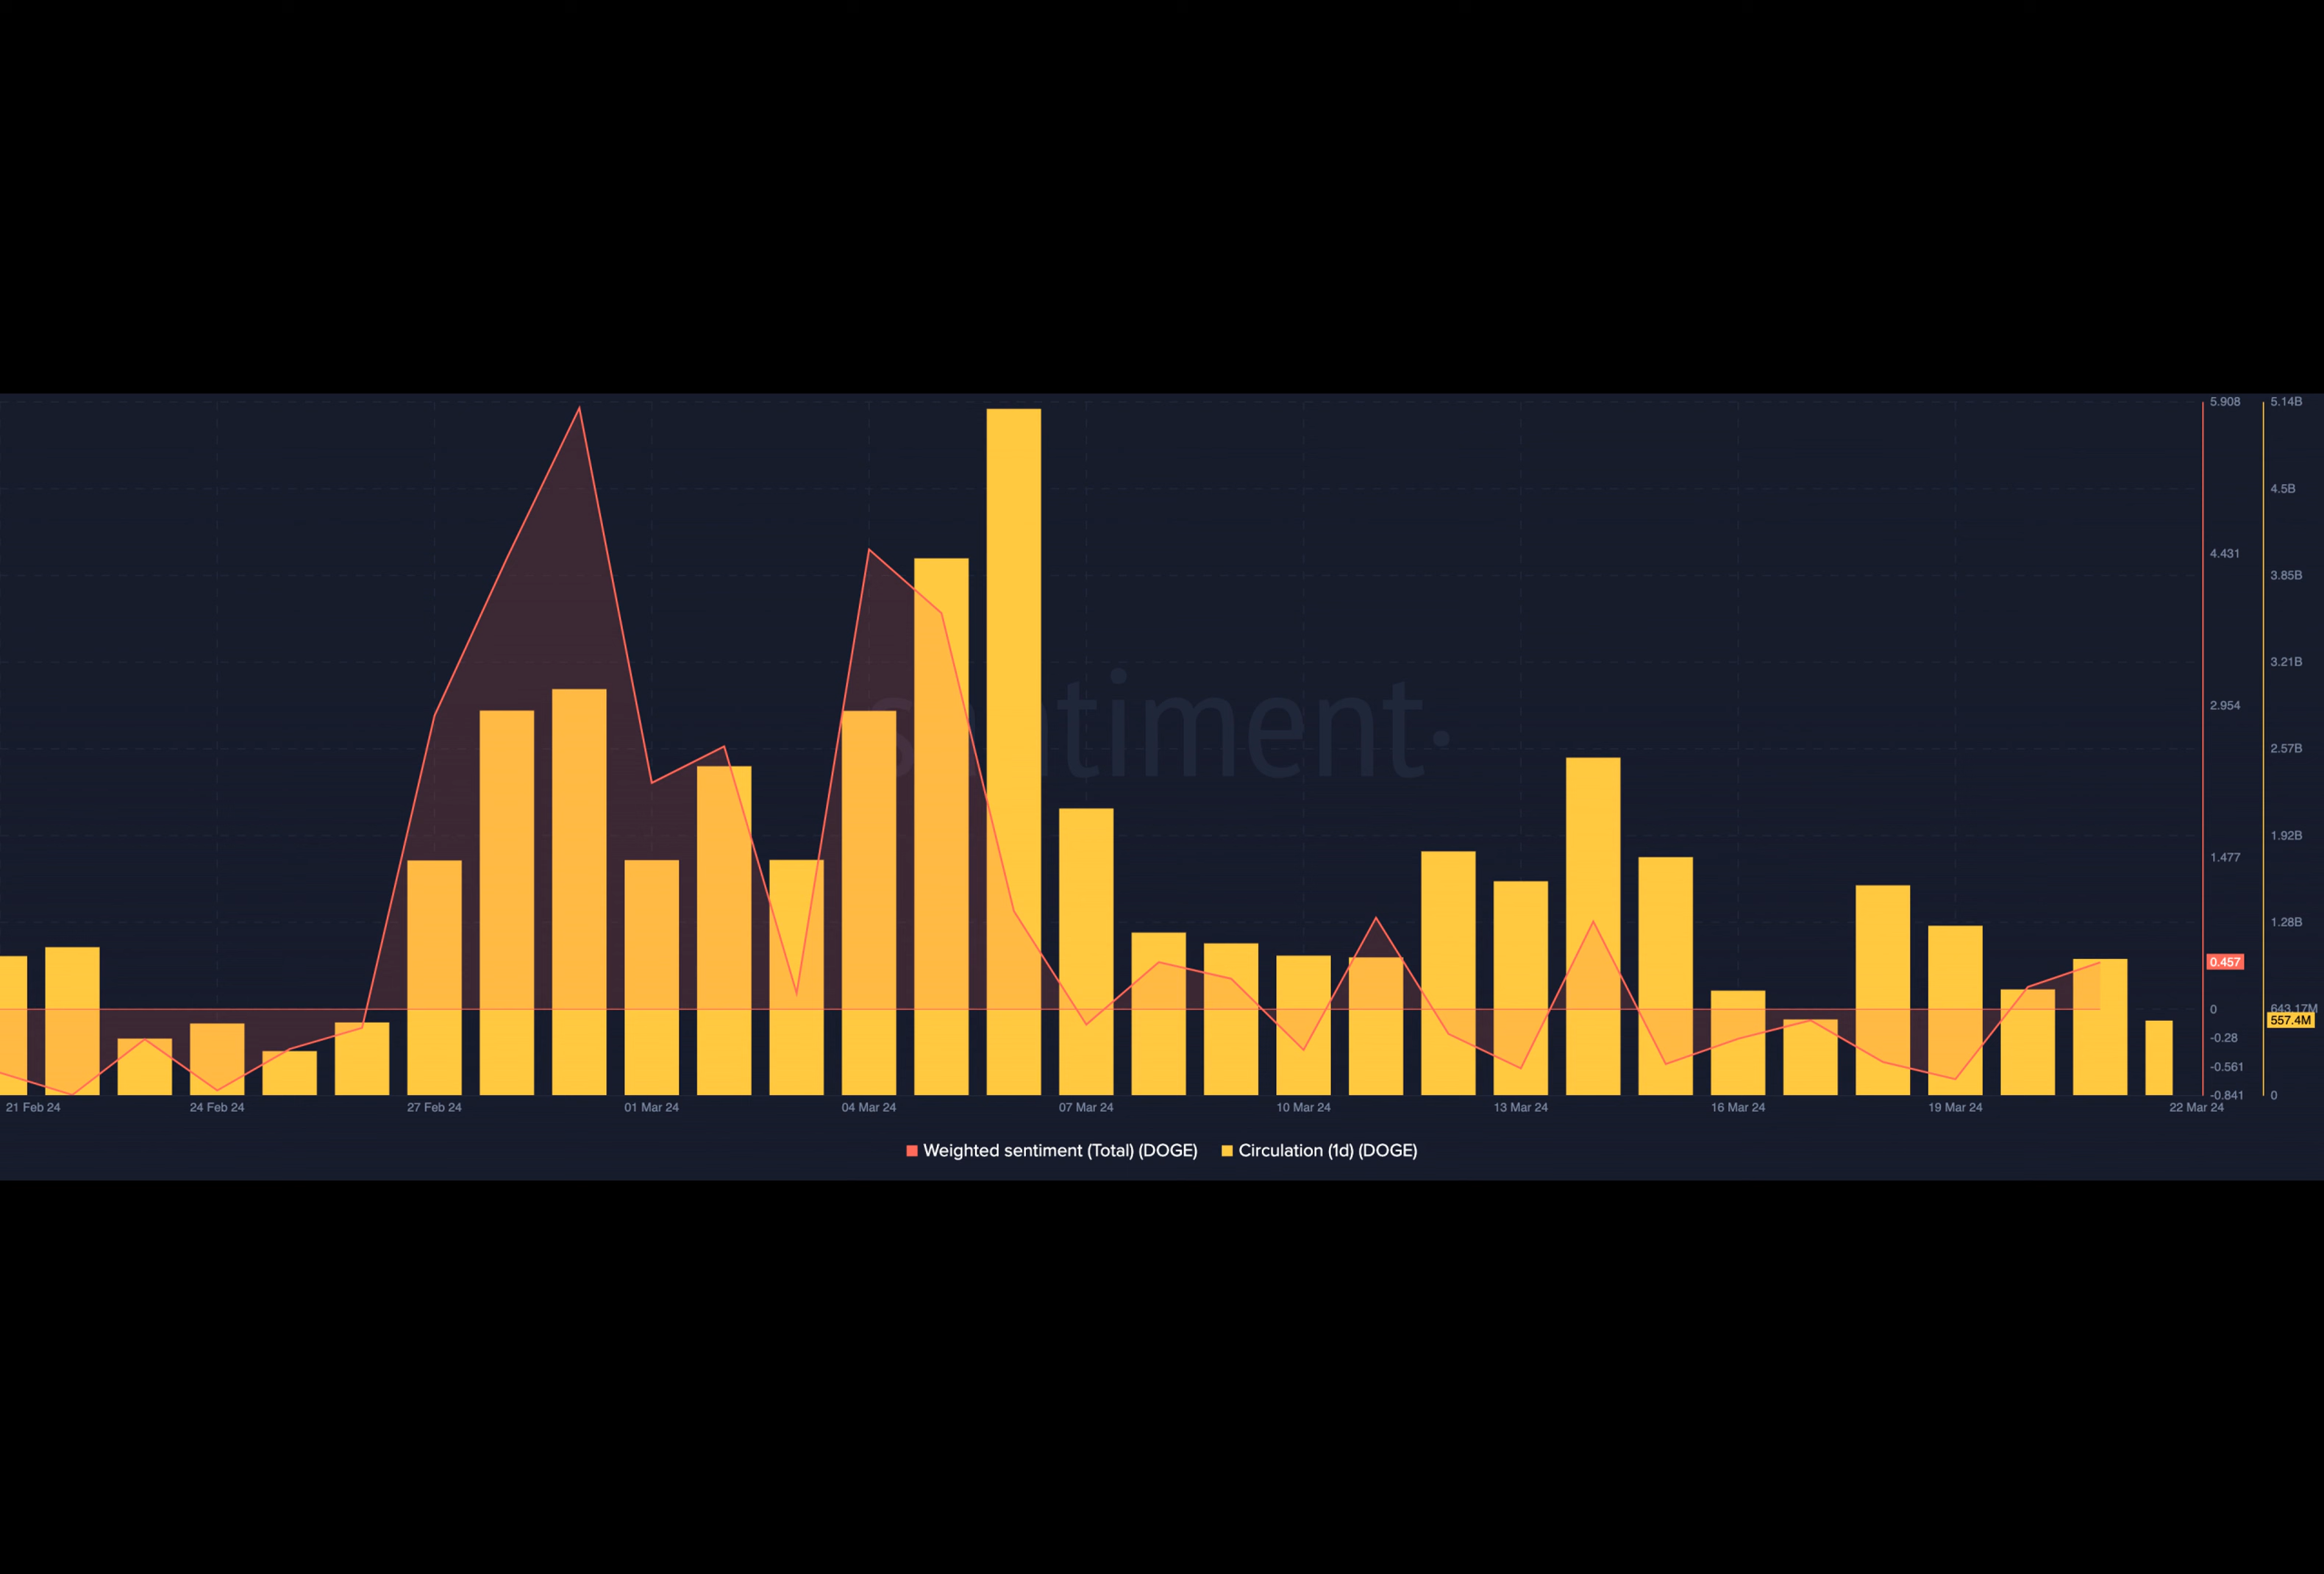 santiment.
5.908
4.431
2.954
1.477
0.457
0
-0.28
-0.561
-0.841
5.14B
4.5B
3.85B
3.21B
2.57B
1.92B
1.28B
643.17M
557.4M
0
21 Feb 24 24 Feb 24 27 Feb 24 01 Mar 24 04 Mar 24 07 Mar 24 10 Mar 24 13 Mar 24 16 Mar 24 19 Mar 24 22 Mar 24
Weighted sentiment (Total) (DOGE) Circulation (1d) (DOGE)